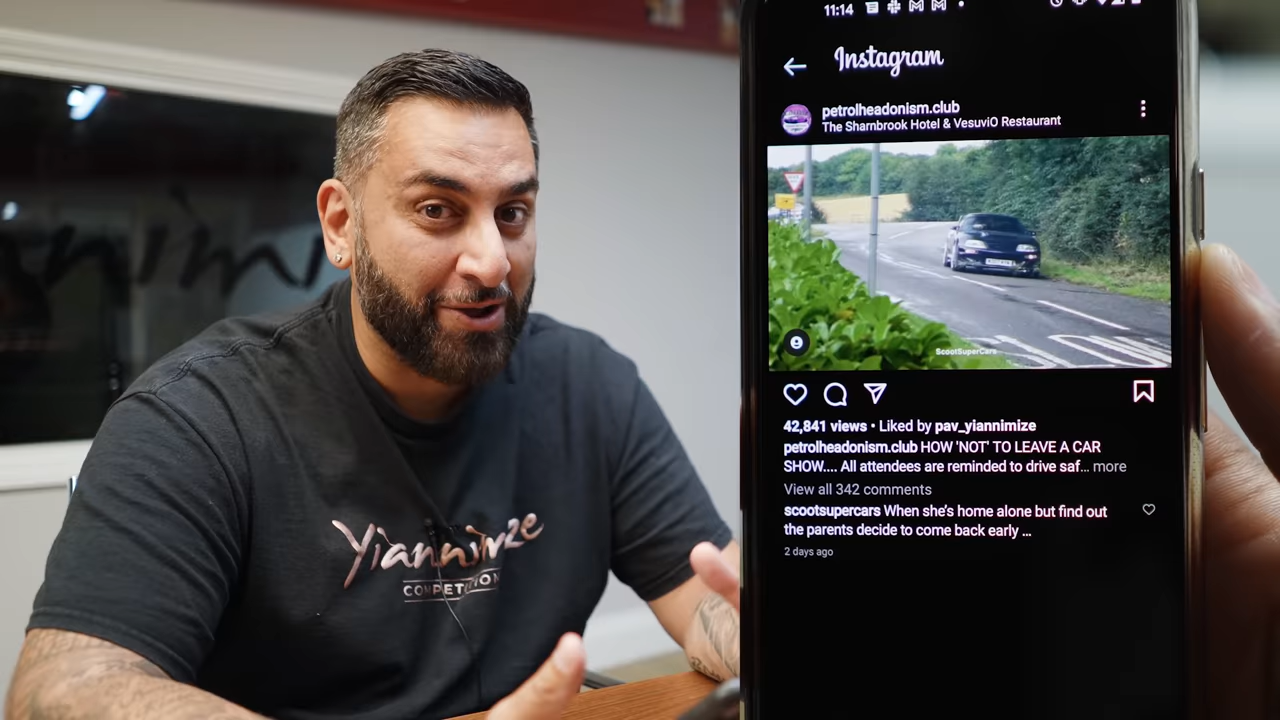 Yiannimize
COMPETITION
11:14
Instagram
petrolheadonism.club
The Sharnbrook Hotel & VesuviO Restaurant
ScootSuperCars
42,841 views • Liked by pav_yiannimize
petrolheadonism.club HOW 'NOT' TO LEAVE A CAR
SHOW.... All attendees are reminded to drive saf... more
View all 342 comments
scootsupercars When she's home alone but find out
the parents decide to come back early ...
2 days ago